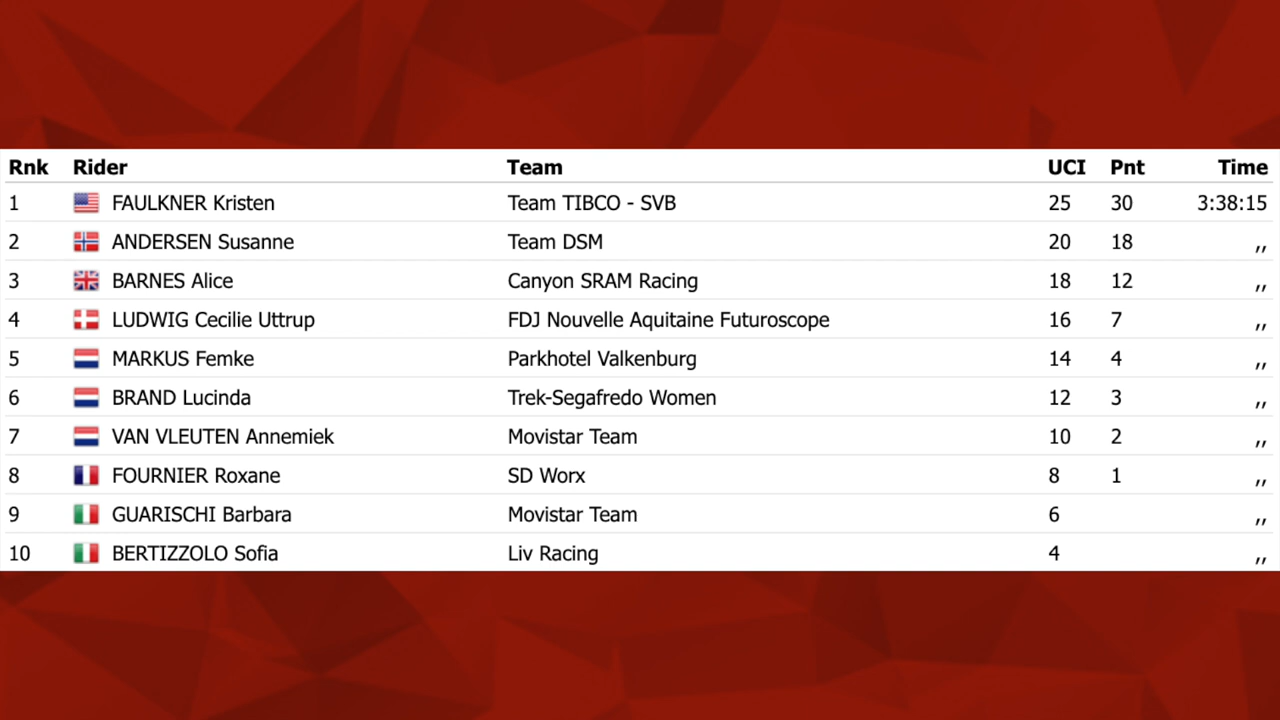 Rnk Rider Team UCI Pnt Time
1 FAULKNER Kristen Team TIBCO - SVB 25 30 3:38:15
2 ANDERSEN Susanne Team DSM 20 18 ,,
3 BARNES Alice Canyon SRAM Racing 18 12 ,,
4 LUDWIG Cecilie Uttrup FDJ Nouvelle Aquitaine Futuroscope 16 7 ,,
5 MARKUS Femke Parkhotel Valkenburg 14 4 ,,
6 BRAND Lucinda Trek-Segafredo Women 12 3 ,,
7 VAN VLEUTEN Annemiek Movistar Team 10 2 ,,
8 FOURNIER Roxane SD Worx 8 1 ,,
9 GUARISCHI Barbara Movistar Team 6 ,,
10 BERTIZZOLO Sofia Liv Racing 4 ,,